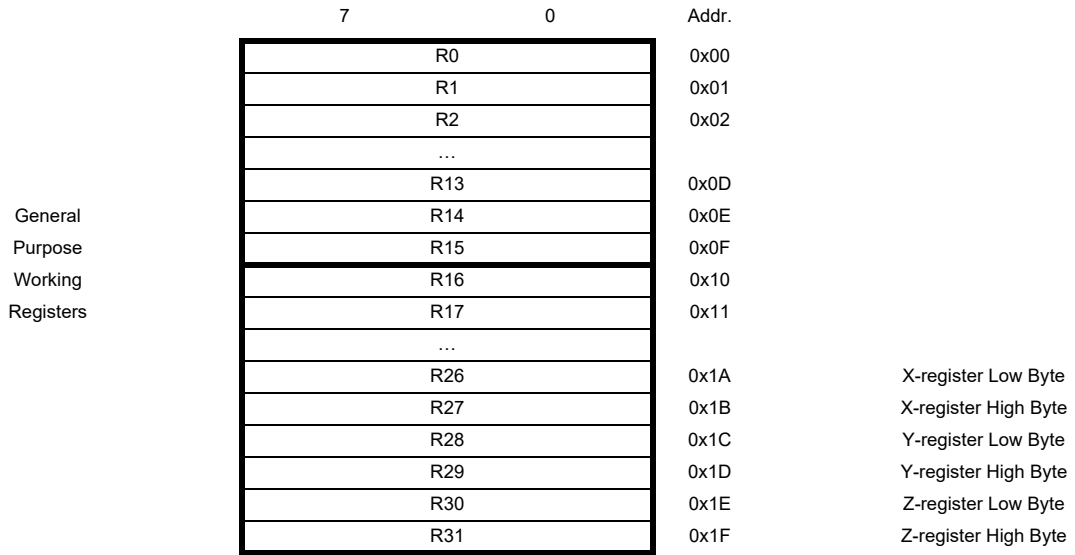 7 0 Addr.
R0 0x00
R1 0x01
R2 0x02
…
R13 0x0D
General R14 0x0E
Purpose R15 0x0F
Working R16 0x10
Registers R17 0x11
…
R26 0x1A X-register Low Byte
R27 0x1B X-register High Byte
R28 0x1C Y-register Low Byte
R29 0x1D Y-register High Byte
R30 0x1E Z-register Low Byte
R31 0x1F Z-register High Byte